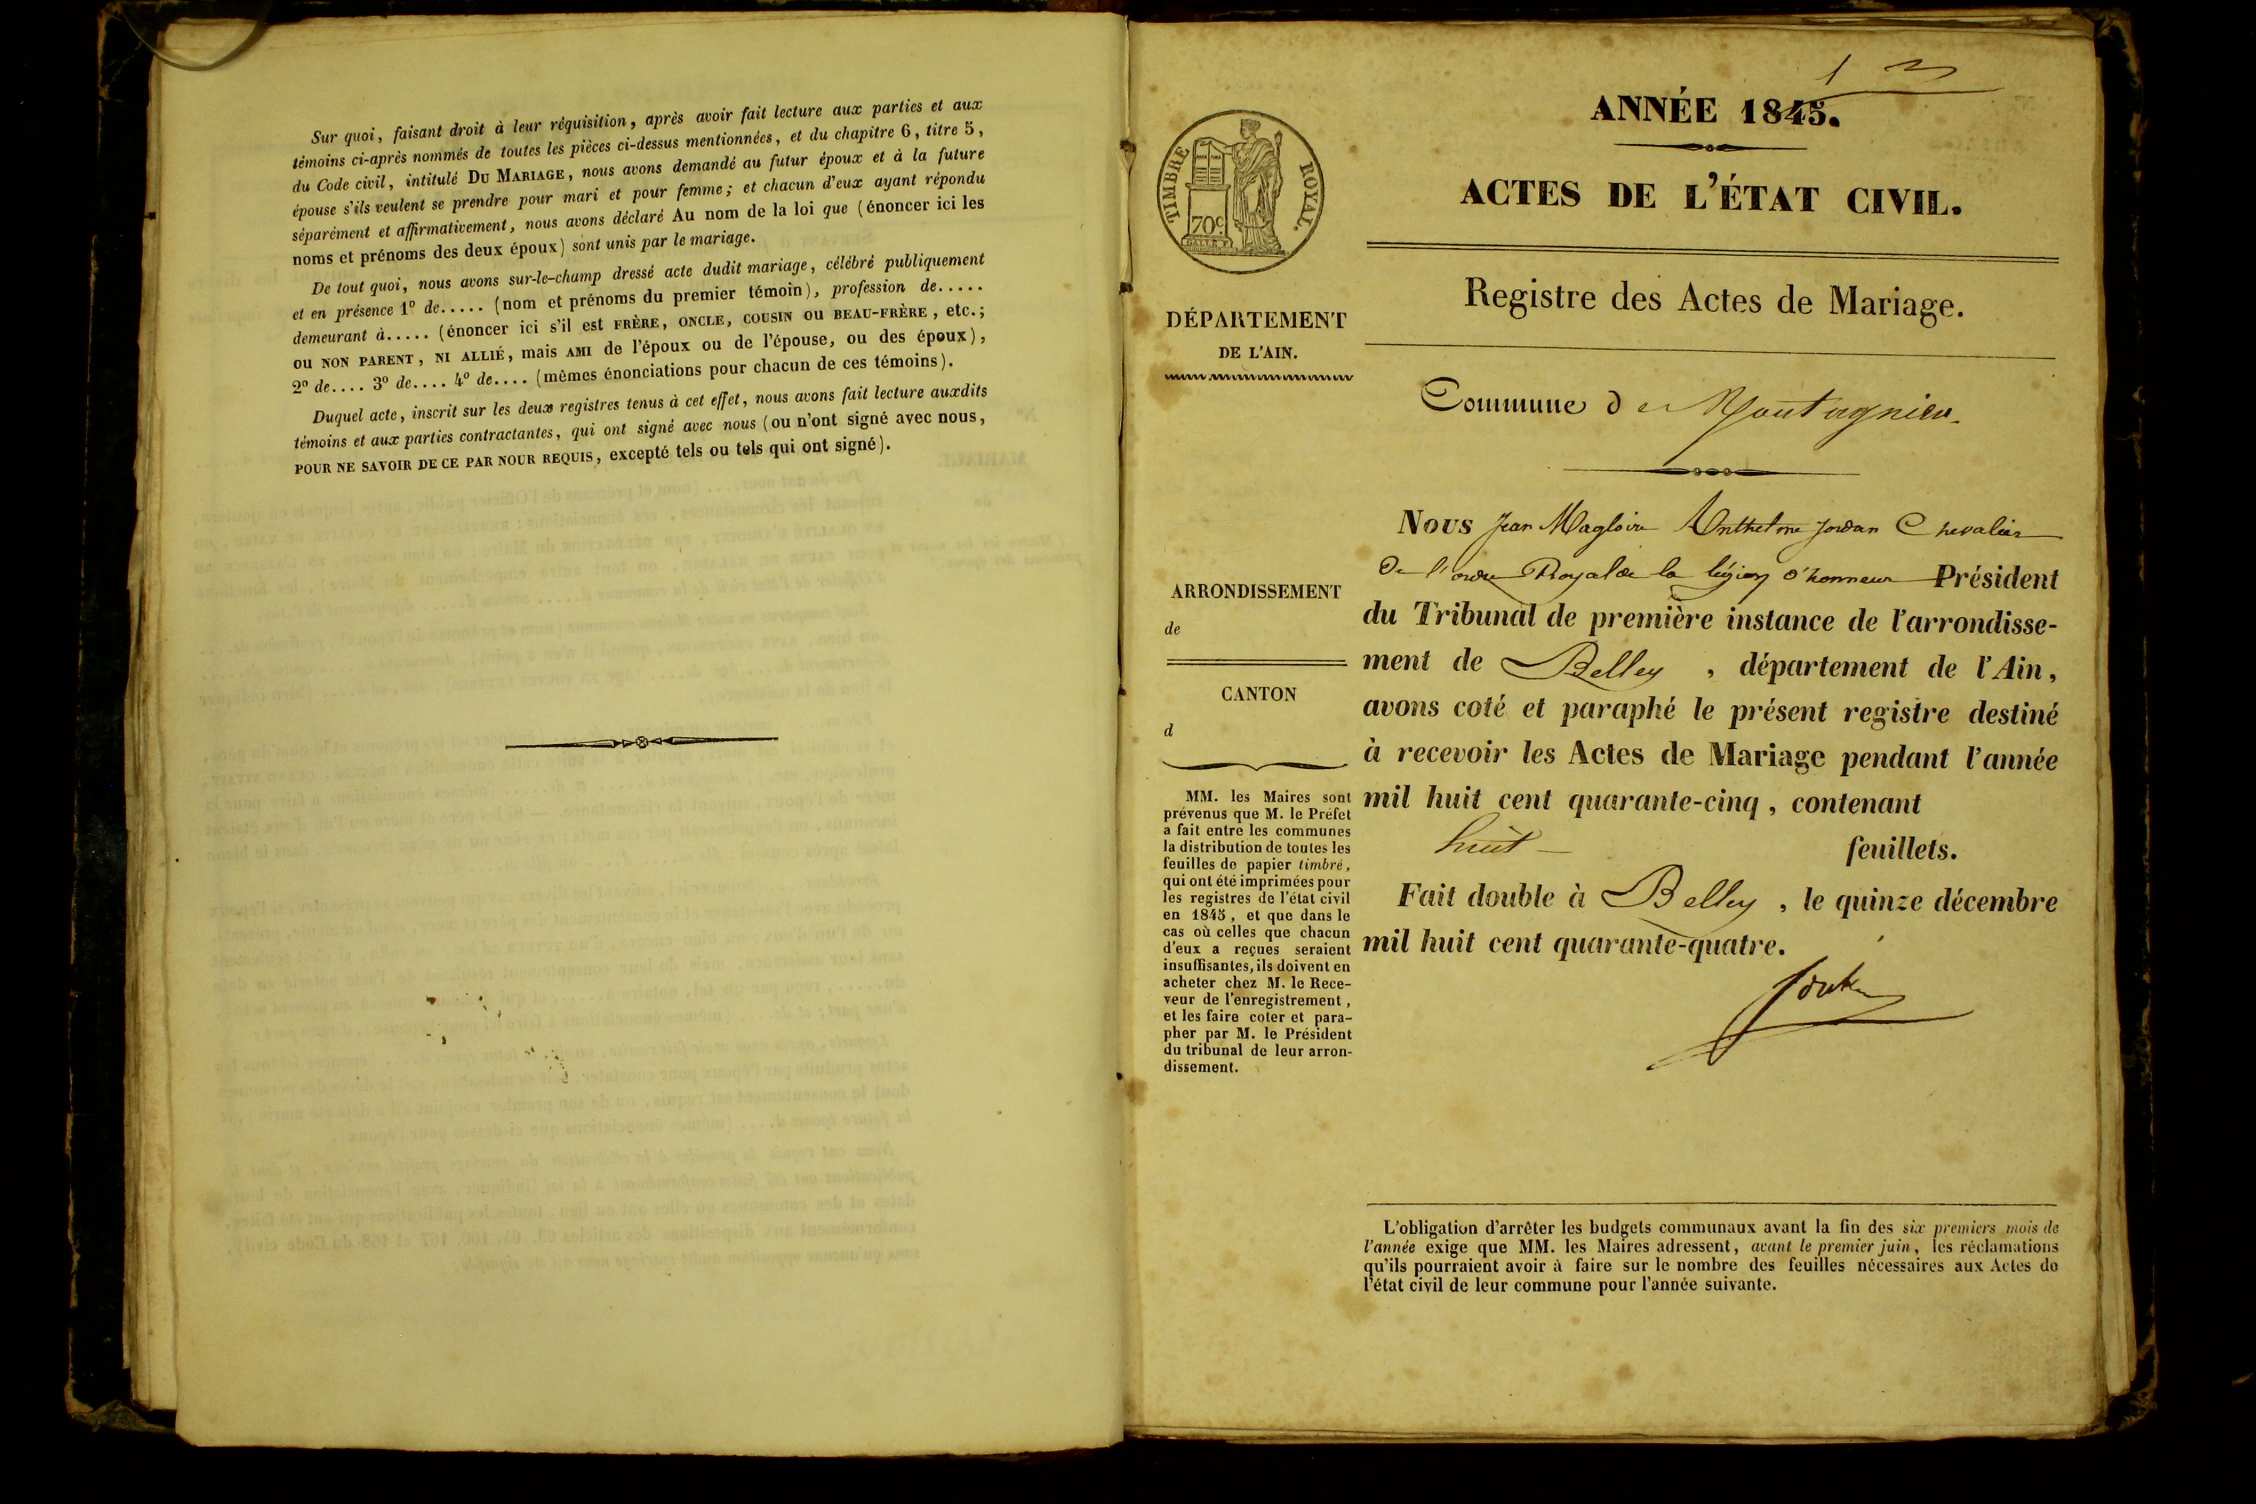 Sur quoi, faisant droit à leur réquisition, après avoir fait lecture aux parties et aux
témoins ci-après nommés de toutes les pièces ci-dessus mentionnées, et du chapitre 6, titre 5,
du Code civil, intitulé DU MARIAGE, nous avons demandé au futur époux et à la future
épouse s'ils veulent se prendre pour mari et pour femme; et chacun d'eux ayant répondu
séparément et affirmativement, nous avons déclaré Au nom de la loi que (énoncer ici les
noms et prénoms des deux époux) sont unis par le mariage.
De tout quoi, nous avons sur-le-champ dressé acte dudit mariage, célébré publiquement
et en présence 1º de..... (nom et prénoms du premier témoin), profession de.....
demeurant à..... (énoncer ici s'il est FRÈRE, ONCLE, COUSIN OU BEAU-FRÈRE, etc.;
OU NON PARENT, NI ALLIÉ, mais AMI de l'époux ou de l'épouse, ou des époux),
2º de.... 3º de.... 4º de.... (mêmes énonciations pour chacun de ces témoins).
Duquel acte, inscrit sur les deux registres tenus à cet effet, nous avons fait lecture auxdits
témoins et aux parties contractantes, qui ont signé avec nous (ou n'ont signé avec nous,
POUR NE SAVOIR DE CE PAR NOUR REQUIS, excepté tels ou tels qui ont signé).
TIMBRE ROYAL.
70c
DÉPARTEMENT
DE L'AIN.
ARRONDISSEMENT
de
CANTON
d
MM. les Maires sont
prévenus que M. le Préfet
a fait entre les communes
la distribution de toutes les
feuilles de papier timbré,
qui ont été imprimées pour
les registres de l'état civil
en 1845, et que dans le
cas où celles que chacun
d'eux a reçues seraient
insuffisantes, ils doivent en
acheter chez M. le Rece-
veur de l'enregistrement,
et les faire coter et para-
pher par M. le Président
du tribunal de leur arron-
dissement.
1
ANNÉE 1845.
ACTES DE L'ÉTAT CIVIL.
Registre des Actes de Mariage.
Commune de Montagnieu
Nous Jean Magloire Anthelme Jordan Chevalier
De l'ordre Royal de la légion d'honneur Président
du Tribunal de première instance de l'arrondisse-
ment de Belley, département de l'Ain,
avons coté et paraphé le présent registre destiné
à recevoir les Actes de Mariage pendant l'année
mil huit cent quarante-cinq, contenant
huit feuillets.
Fait double à Belley, le quinze décembre
mil huit cent quarante-quatre.
L'obligation d'arrêter les budgets communaux avant la fin des six premiers mois de
l'année exige que MM. les Maires adressent, avant le premier juin, les réclamations
qu'ils pourraient avoir à faire sur le nombre des feuilles nécessaires aux Actes de
l'état civil de leur commune pour l'année suivante.